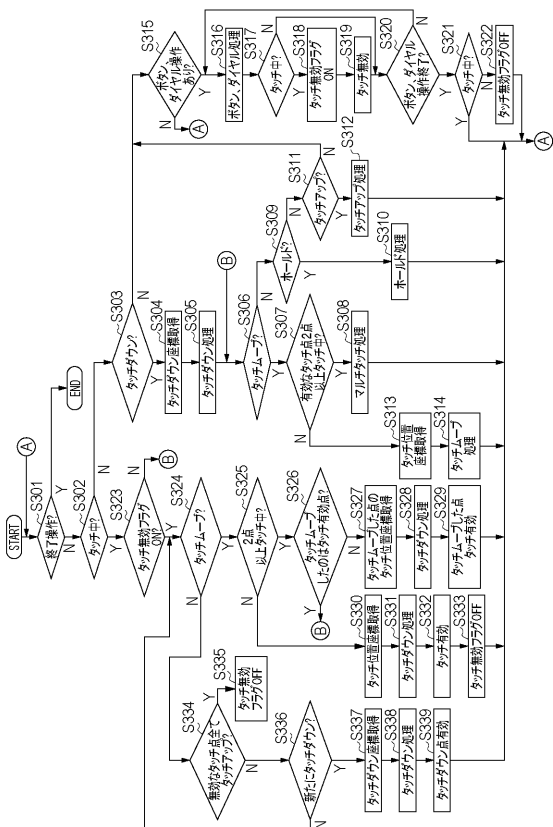 START
A
S301
終了操作?
Y
END
N
S302
タッチ中?
N
Y
S323
タッチ無効フラグ
ON?
N
B
Y
S324
タッチムーブ?
N
Y
S325
2点
以上タッチ中?
N
Y
S326
タッチムーブ
したのはタッチ有効点?
Y
B
N
S327
タッチムーブした点の
タッチ位置座標取得
S328
タッチダウン処理
S329
タッチムーブした点
タッチ有効
S330
タッチ位置座標取得
S331
タッチダウン処理
S332
タッチ有効
S333
タッチ無効フラグOFF
S334
無効なタッチ点全て
タッチアップ?
Y
S335
タッチ無効
フラグOFF
N
S336
新たにタッチダウン?
N
Y
S337
タッチダウン座標取得
S338
タッチダウン処理
S339
タッチダウン点有効
S303
タッチダウン?
N
Y
S304
タッチダウン座標取得
S305
タッチダウン処理
B
S306
タッチムーブ?
N
Y
S307
有効なタッチ点2点
以上タッチ中?
N
Y
S308
マルチタッチ処理
S309
ホールド?
N
Y
S310
ホールド処理
S311
タッチアップ?
N
Y
S312
タッチアップ処理
S313
タッチ位置
座標取得
S314
タッチムーブ
処理
S315
ボタン、
ダイヤル操作
あり?
N
A
Y
S316
ボタン、ダイヤル処理
S317
タッチ中?
N
Y
S318
タッチ無効フラグ
ON
S319
タッチ無効
S320
ボタン、ダイヤル
操作終了?
N
Y
S321
タッチ中?
Y
N
S322
タッチ無効フラグOFF
A